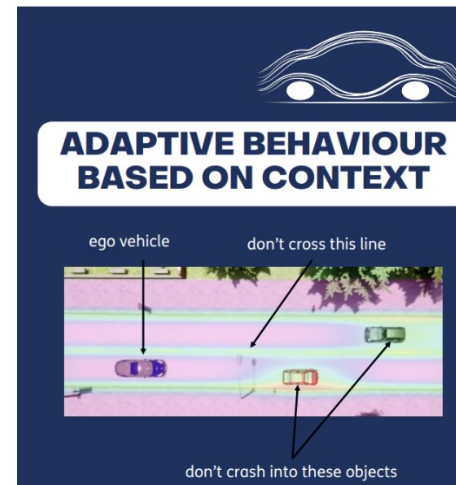 ADAPTIVE BEHAVIOUR
BASED ON CONTEXT
ego vehicle
don't cross this line
don't crash into these objects